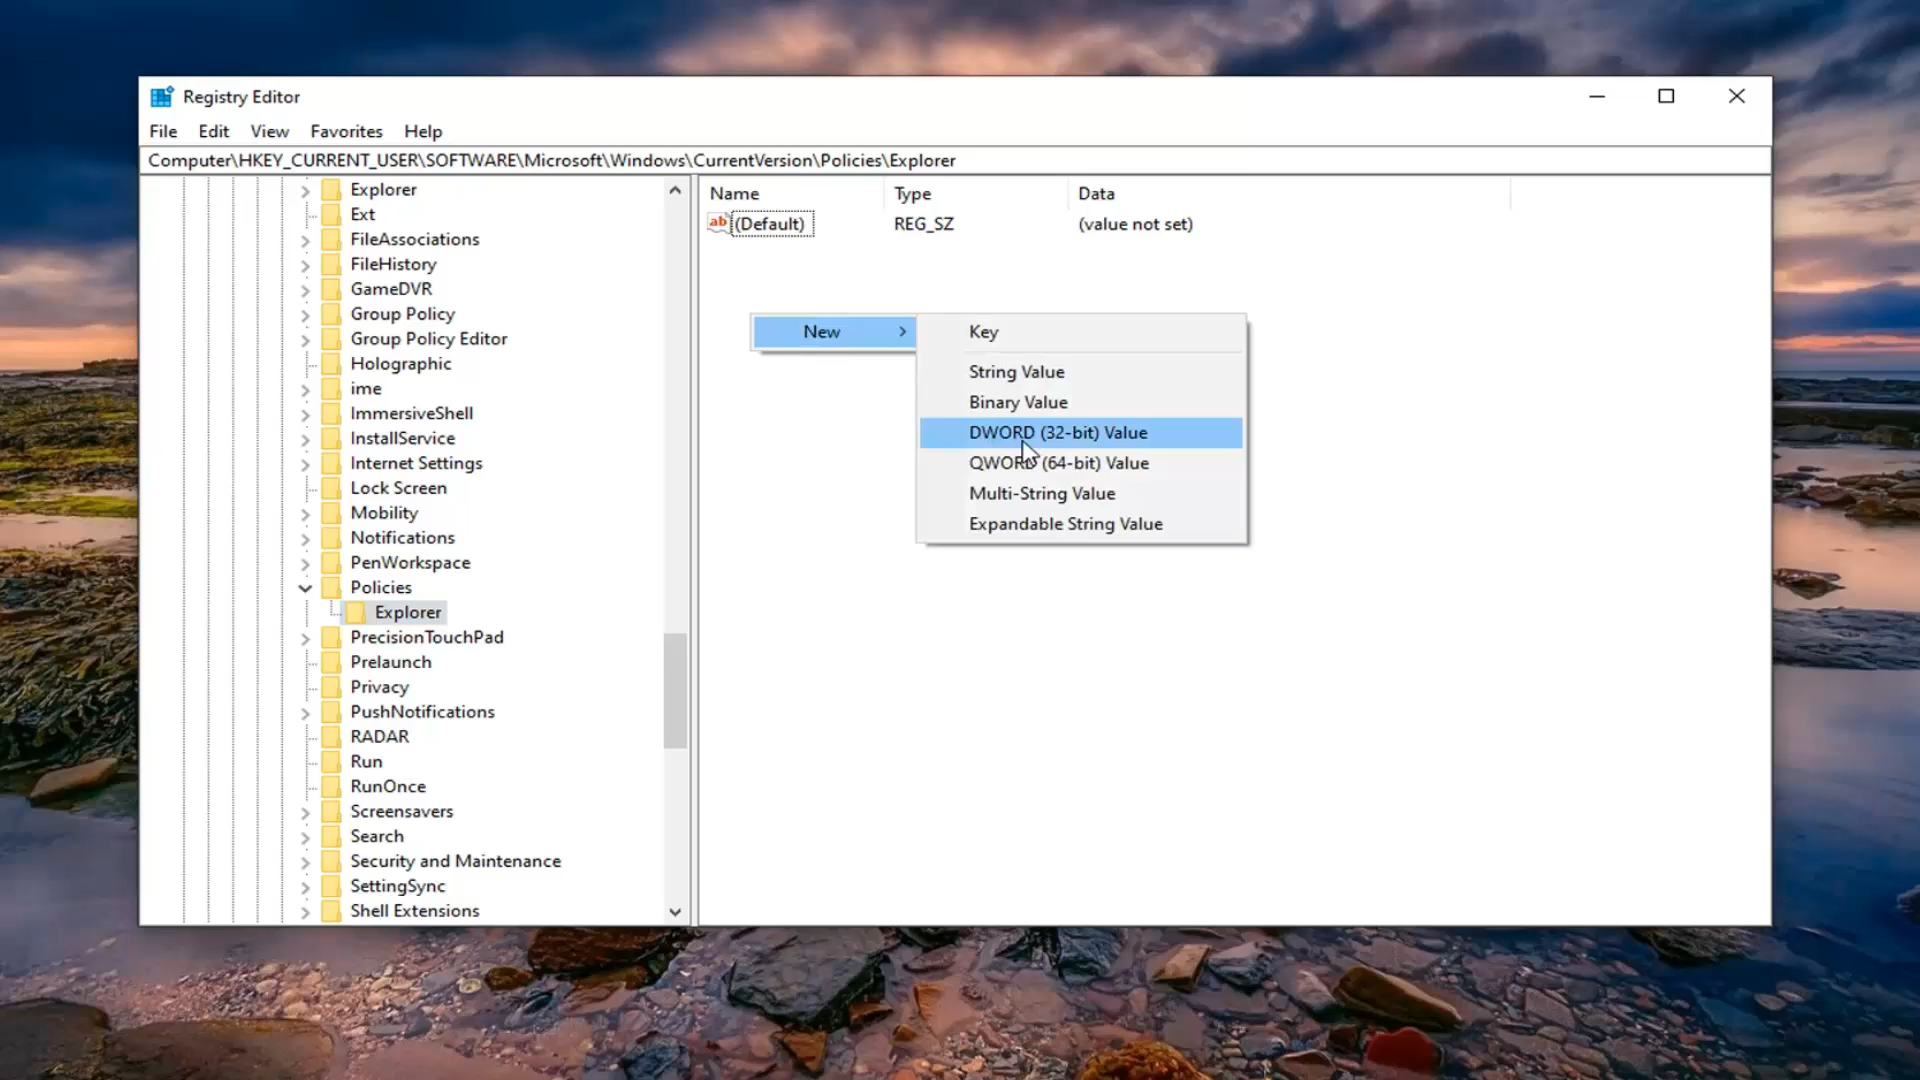 Registry Editor
File Edit View Favorites Help
Computer\HKEY_CURRENT_USER\SOFTWARE\Microsoft\Windows\CurrentVersion\Policies\Explorer
Explorer
Ext
FileAssociations
FileHistory
GameDVR
Group Policy
Group Policy Editor
Holographic
ime
ImmersiveShell
InstallService
Internet Settings
Lock Screen
Mobility
Notifications
PenWorkspace
Policies
Explorer
PrecisionTouchPad
Prelaunch
Privacy
PushNotifications
RADAR
Run
RunOnce
Screensavers
Search
Security and Maintenance
SettingSync
Shell Extensions
Name Type Data
ab (Default) REG_SZ (value not set)
New
Key
String Value
Binary Value
DWORD (32-bit) Value
QWORD (64-bit) Value
Multi-String Value
Expandable String Value